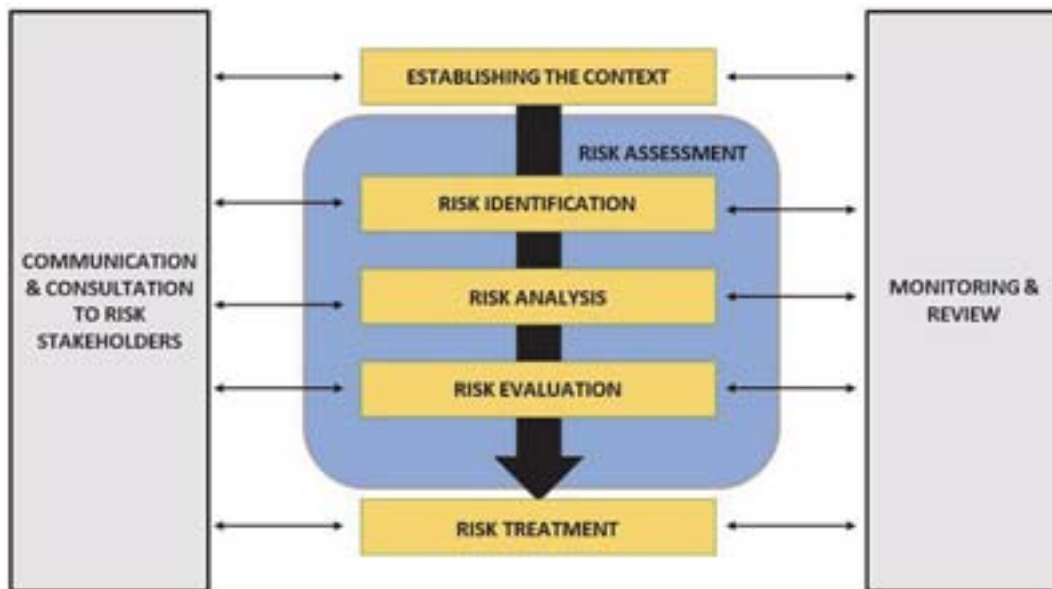 ESTABLISHING THE CONTEXT
RISK ASSESSMENT
RISK IDENTIFICATION
COMMUNICATION
& CONSULTATION
TO RISK
STAKEHOLDERS
RISK ANALYSIS
MONITORING &
REVIEW
RISK EVALUATION
RISK TREATMENT